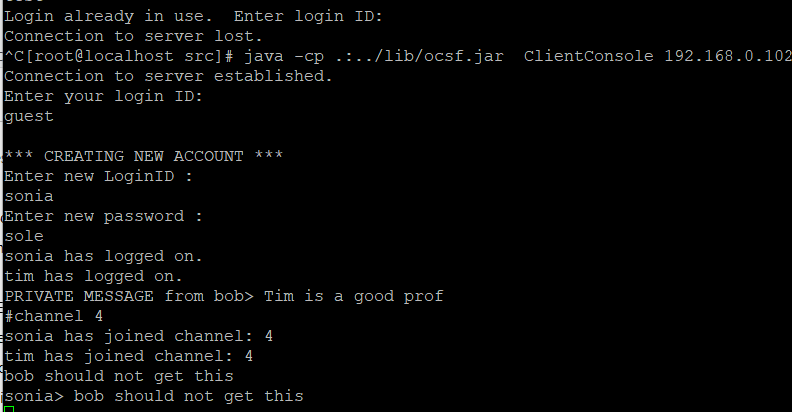 Login already in use.  Enter login ID:
Connection to server lost.
^C[root@localhost src]# java -cp .:../lib/ocsf.jar  ClientConsole 192.168.0.102
Connection to server established.
Enter your login ID:
guest
*** CREATING NEW ACCOUNT ***
Enter new LoginID :
sonia
Enter new password :
sole
sonia has logged on.
tim has logged on.
PRIVATE MESSAGE from bob> Tim is a good prof
#channel 4
sonia has joined channel: 4
tim has joined channel: 4
bob should not get this
sonia> bob should not get this